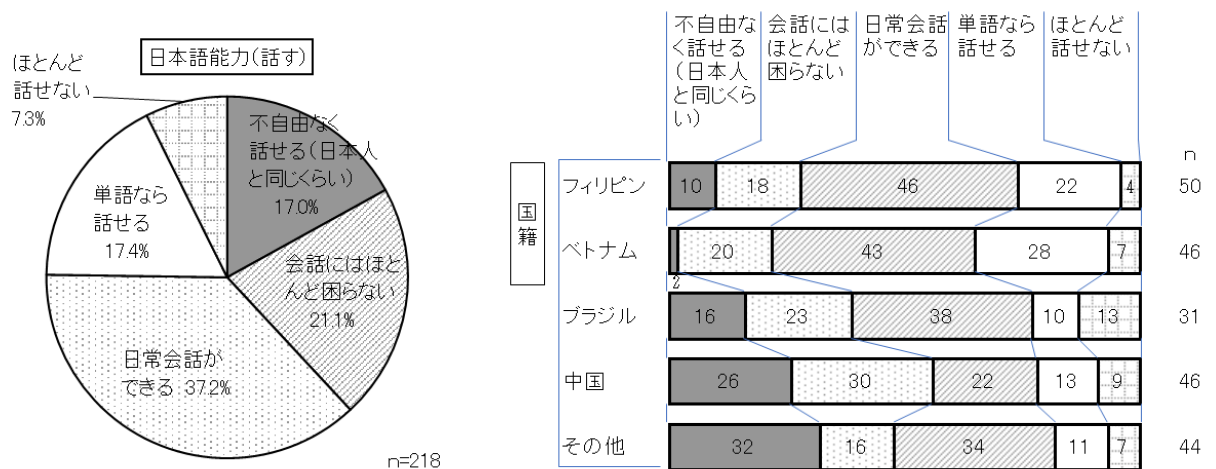 日本語能力(話す)
ほとんど
話せない
7.3%
不自由なく
話せる(日本人
と同じくらい)
17.0%
単語なら
話せる
17.4%
会話にはほと
んど困らない
21.1%
日常会話が
できる 37.2%
n=218
不自由な
く話せる
(日本人
と同じくら
い)
会話には
ほとんど
困らない
日常会話
ができる
単語なら
話せる
ほとんど
話せない
国
籍
n
フィリピン 10 18 46 22 4 50
ベトナム 2 20 43 28 7 46
ブラジル 16 23 38 10 13 31
中国 26 30 22 13 9 46
その他 32 16 34 11 7 44